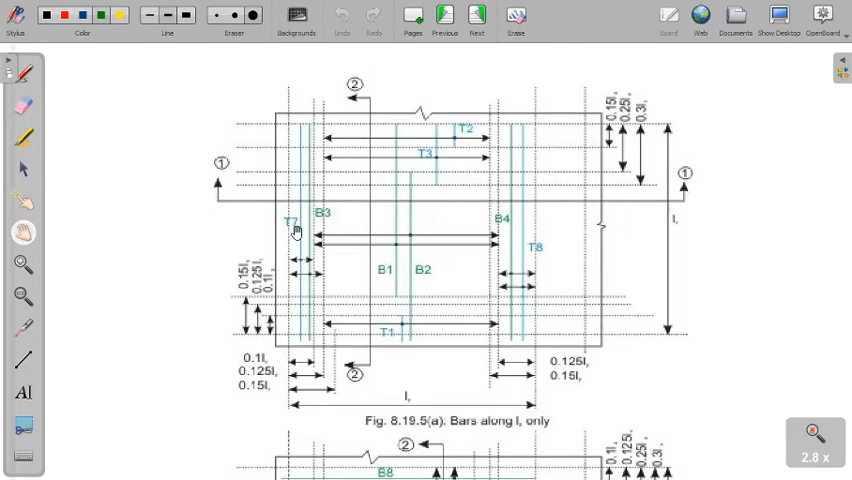 Stylus
Color
Line
Eraser
Backgrounds
Undo
Redo
Pages
Previous
Next
Erase
Board
Web
Documents
Show Desktop
OpenBoard
2
0.15l,
0.25l,
0.3l,
T2
T3
1
1
T7
B3
B4
l,
T8
B1
B2
0.15l,
0.125l,
0.1l,
T1
0.1l,
0.125l,
0.15l,
2
0.125l,
0.15l,
l,
Fig. 8.19.5(a): Bars along l, only
2
B8
0.1l,
0.125l,
0.25l,
0.3l,
AI
2.8 x